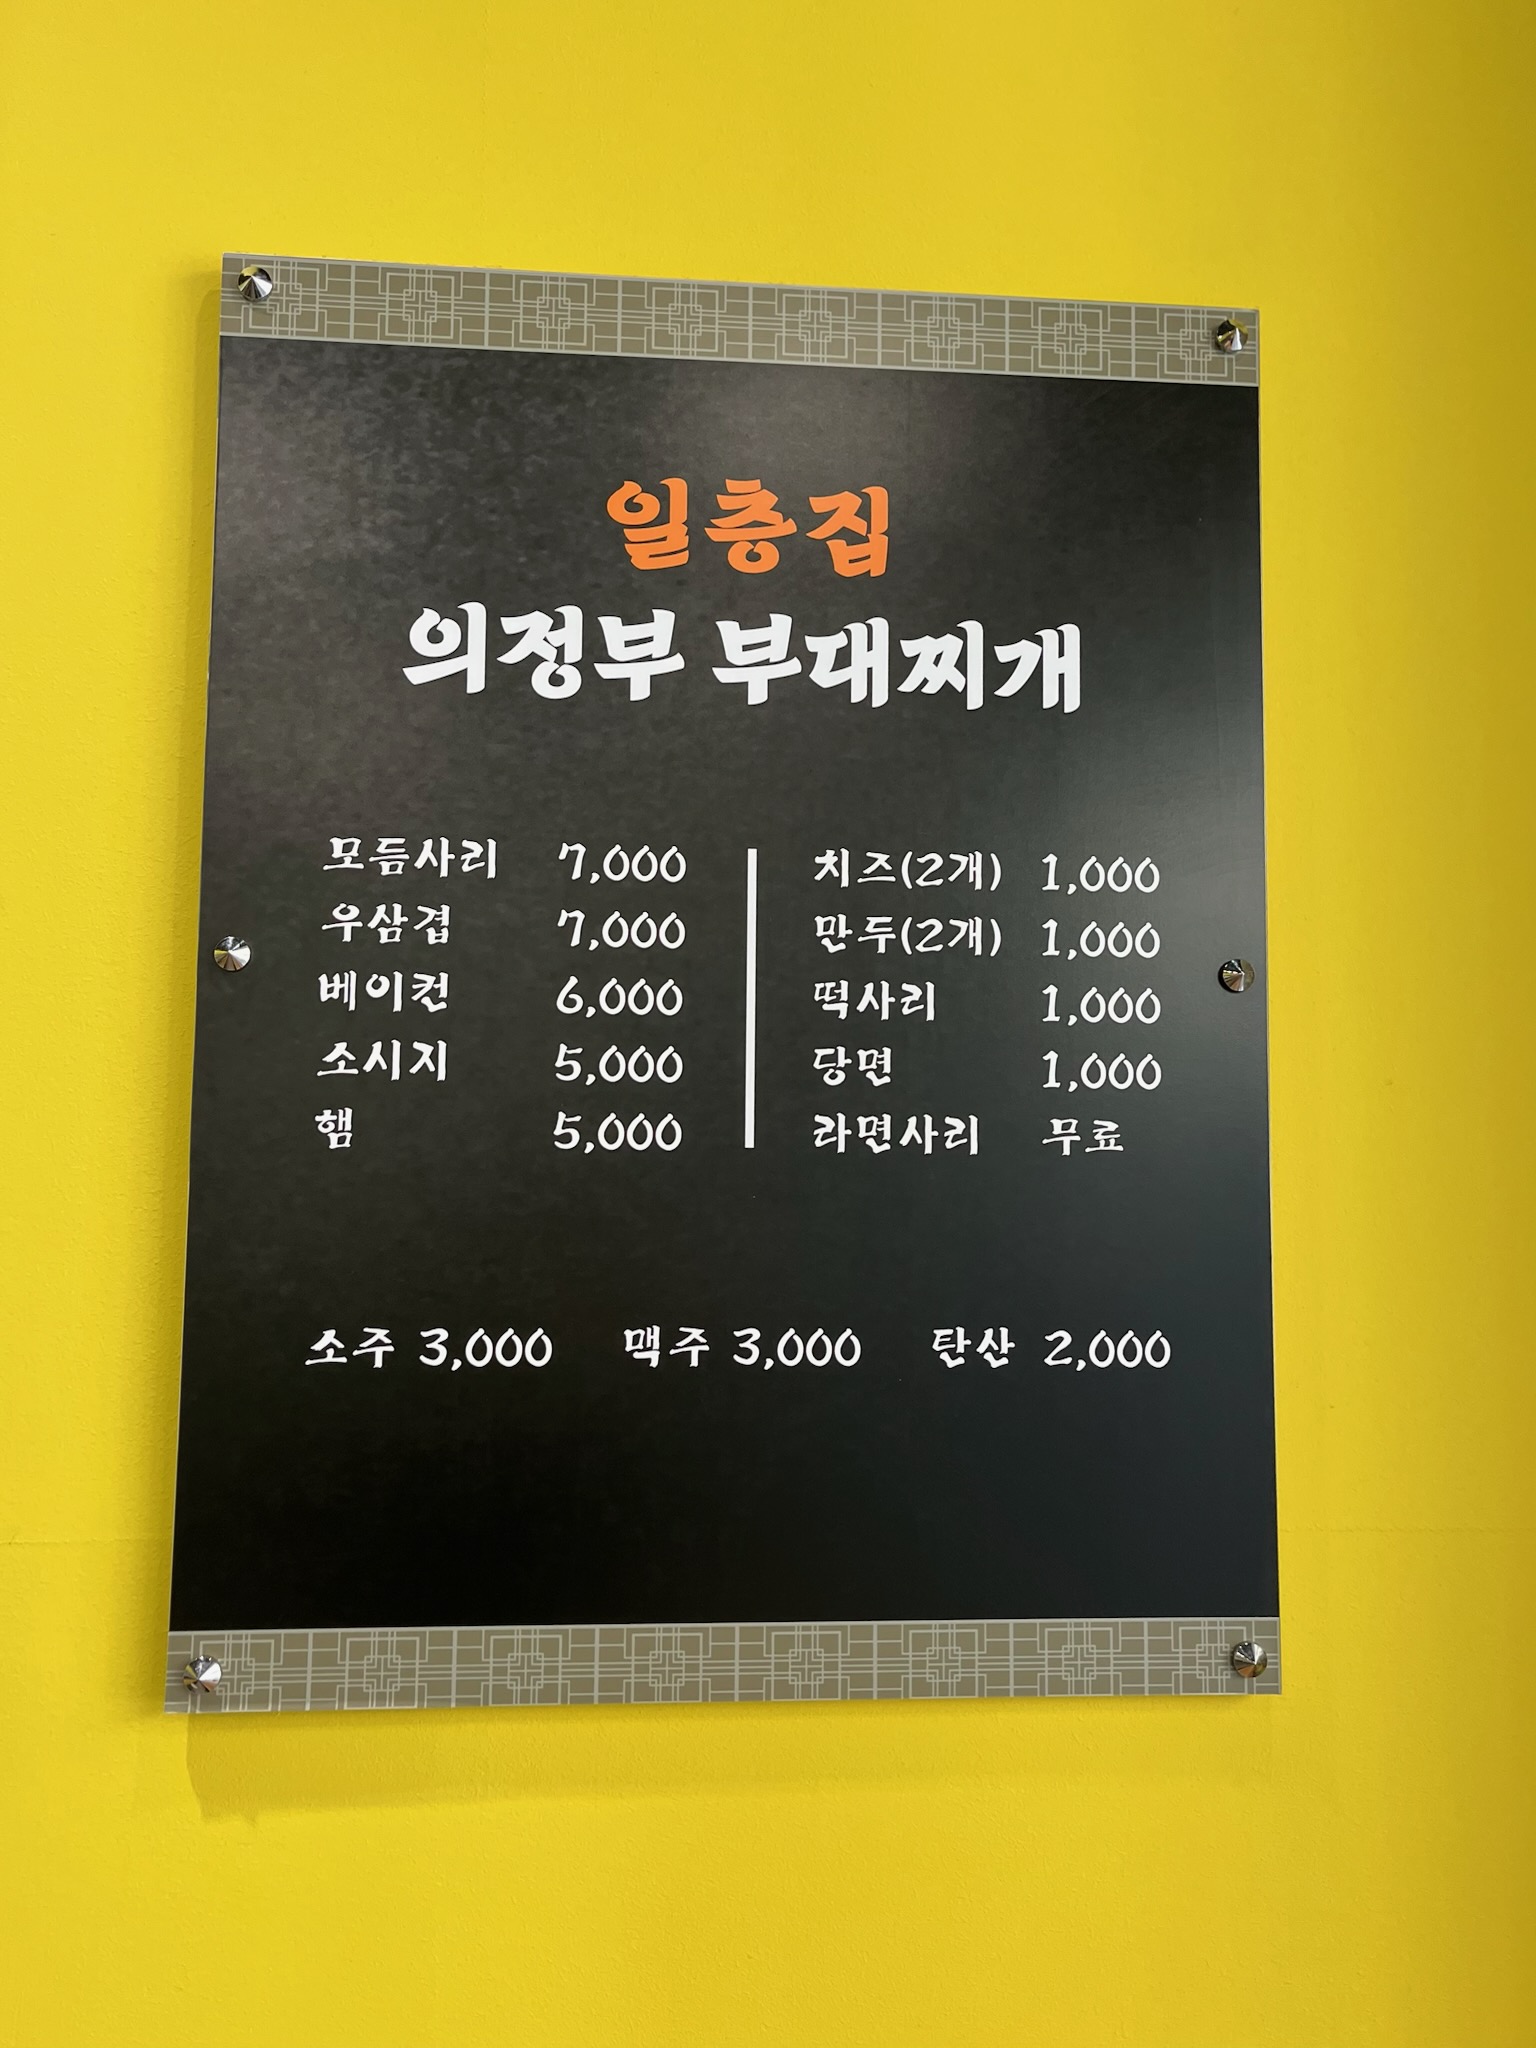 일층집
의정부 부대찌개
모듬사리 7,000
우삼겹 7,000
베이컨 6,000
소시지 5,000
햄 5,000
치즈(2개) 1,000
만두(2개) 1,000
떡사리 1,000
당면 1,000
라면사리 무료
소주 3,000 맥주 3,000 탄산 2,000